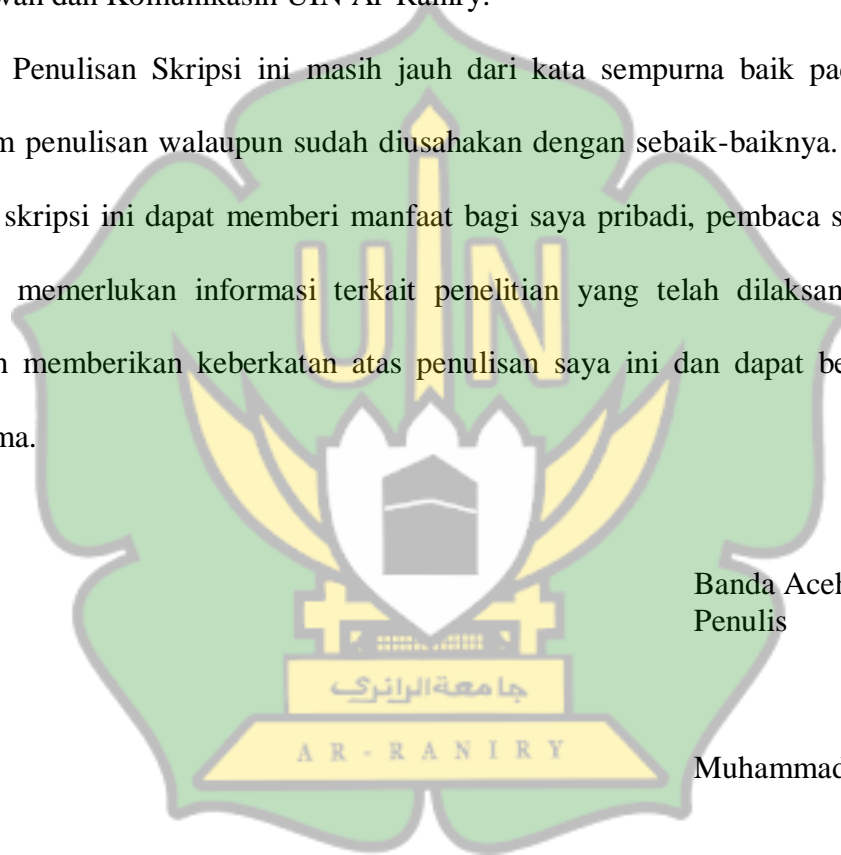 wah dan Komunikasih UIN Ar-Raniry.
Penulisan Skripsi ini masih jauh dari kata sempurna baik pa
penulisan walaupun sudah diusahakan dengan sebaik-baiknya.
skripsi ini dapat memberi manfaat bagi saya pribadi, pembaca s
memerlukan informasi terkait penelitian yang telah dilaksan
memberikan keberkatan atas penulisan saya ini dan dapat be
ma.
UIN
Banda Aceh
Penulis
جامعة الرانري
AR-RANIRY
Muhammad